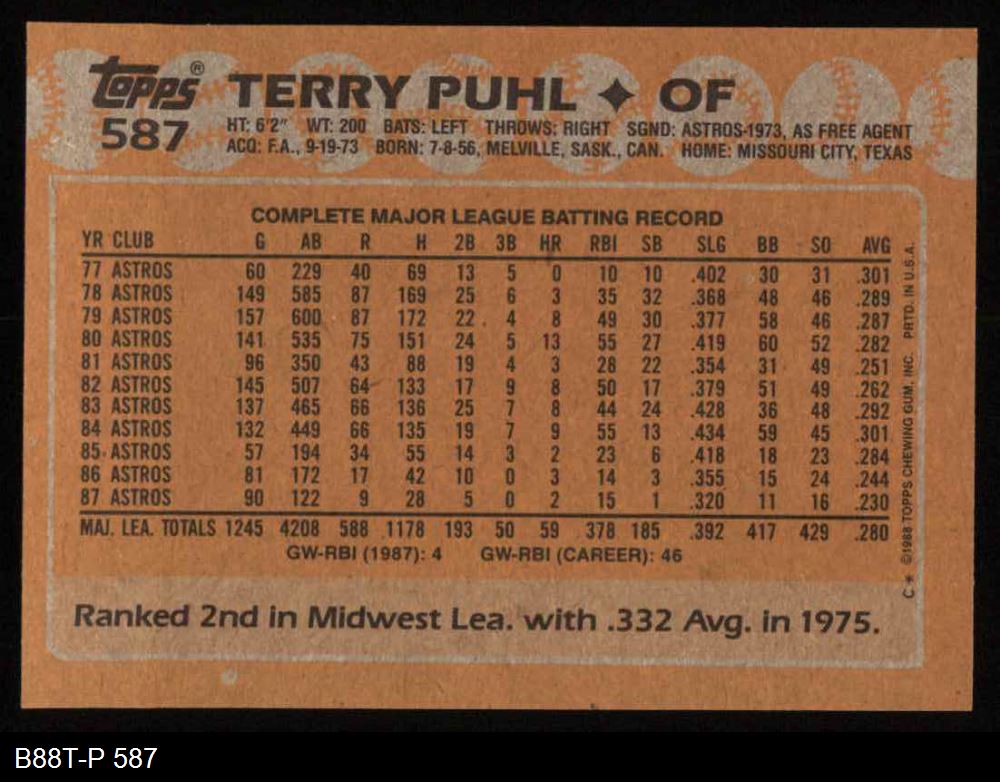 topps® TERRY PUHL ✦ OF
587 HT: 6'2" WT: 200 BATS: LEFT THROWS: RIGHT SGND: ASTROS-1973, AS FREE AGENT
ACQ: F.A., 9-19-73 BORN: 7-8-56, MELVILLE, SASK., CAN. HOME: MISSOURI CITY, TEXAS
COMPLETE MAJOR LEAGUE BATTING RECORD
YR CLUB G AB R H 2B 3B HR RBI SB SLG BB SO AVG
77 ASTROS 60 229 40 69 13 5 0 10 10 .402 30 31 .301
78 ASTROS 149 585 87 169 25 6 3 35 32 .368 48 46 .289
79 ASTROS 157 600 87 172 22 4 8 49 30 .377 58 46 .287
80 ASTROS 141 535 75 151 24 5 13 55 27 .419 60 52 .282
81 ASTROS 96 350 43 88 19 4 3 28 22 .354 31 49 .251
82 ASTROS 145 507 64 133 17 9 8 50 17 .379 51 49 .262
83 ASTROS 137 465 66 136 25 7 8 44 24 .428 36 48 .292
84 ASTROS 132 449 66 135 19 7 9 55 13 .434 59 45 .301
85 ASTROS 57 194 34 55 14 3 2 23 6 .418 18 23 .284
86 ASTROS 81 172 17 42 10 0 3 14 3 .355 15 24 .244
87 ASTROS 90 122 9 28 5 0 2 15 1 .320 11 16 .230
MAJ. LEA. TOTALS 1245 4208 588 1178 193 50 59 378 185 .392 417 429 .280
GW-RBI (1987): 4 GW-RBI (CAREER): 46
C✶ ©1988 TOPPS CHEWING GUM, INC. PRTD. IN U.S.A.
Ranked 2nd in Midwest Lea. with .332 Avg. in 1975.
B88T-P 587